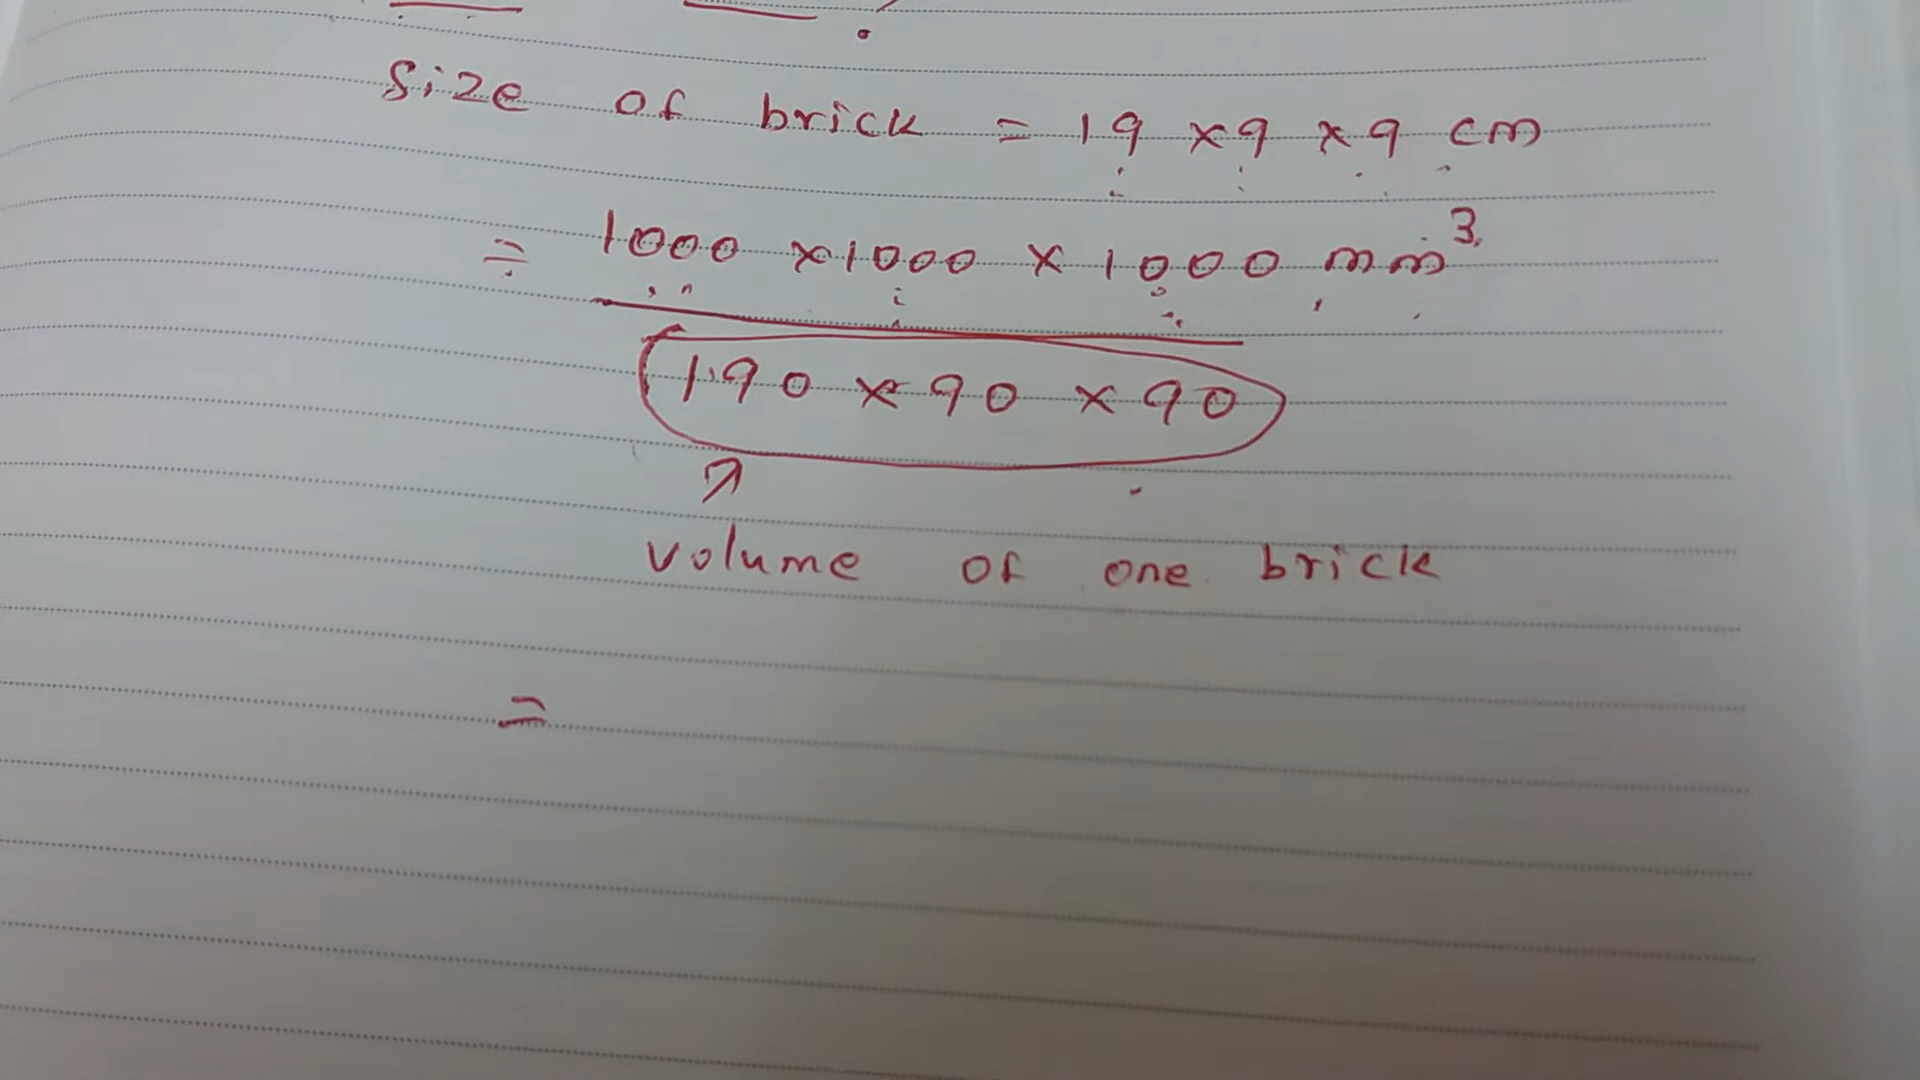 Size of brick = 19 × 9 × 9 cm
= 1000 × 1000 × 1000 mm³
190 × 90 × 90
volume of one brick
=